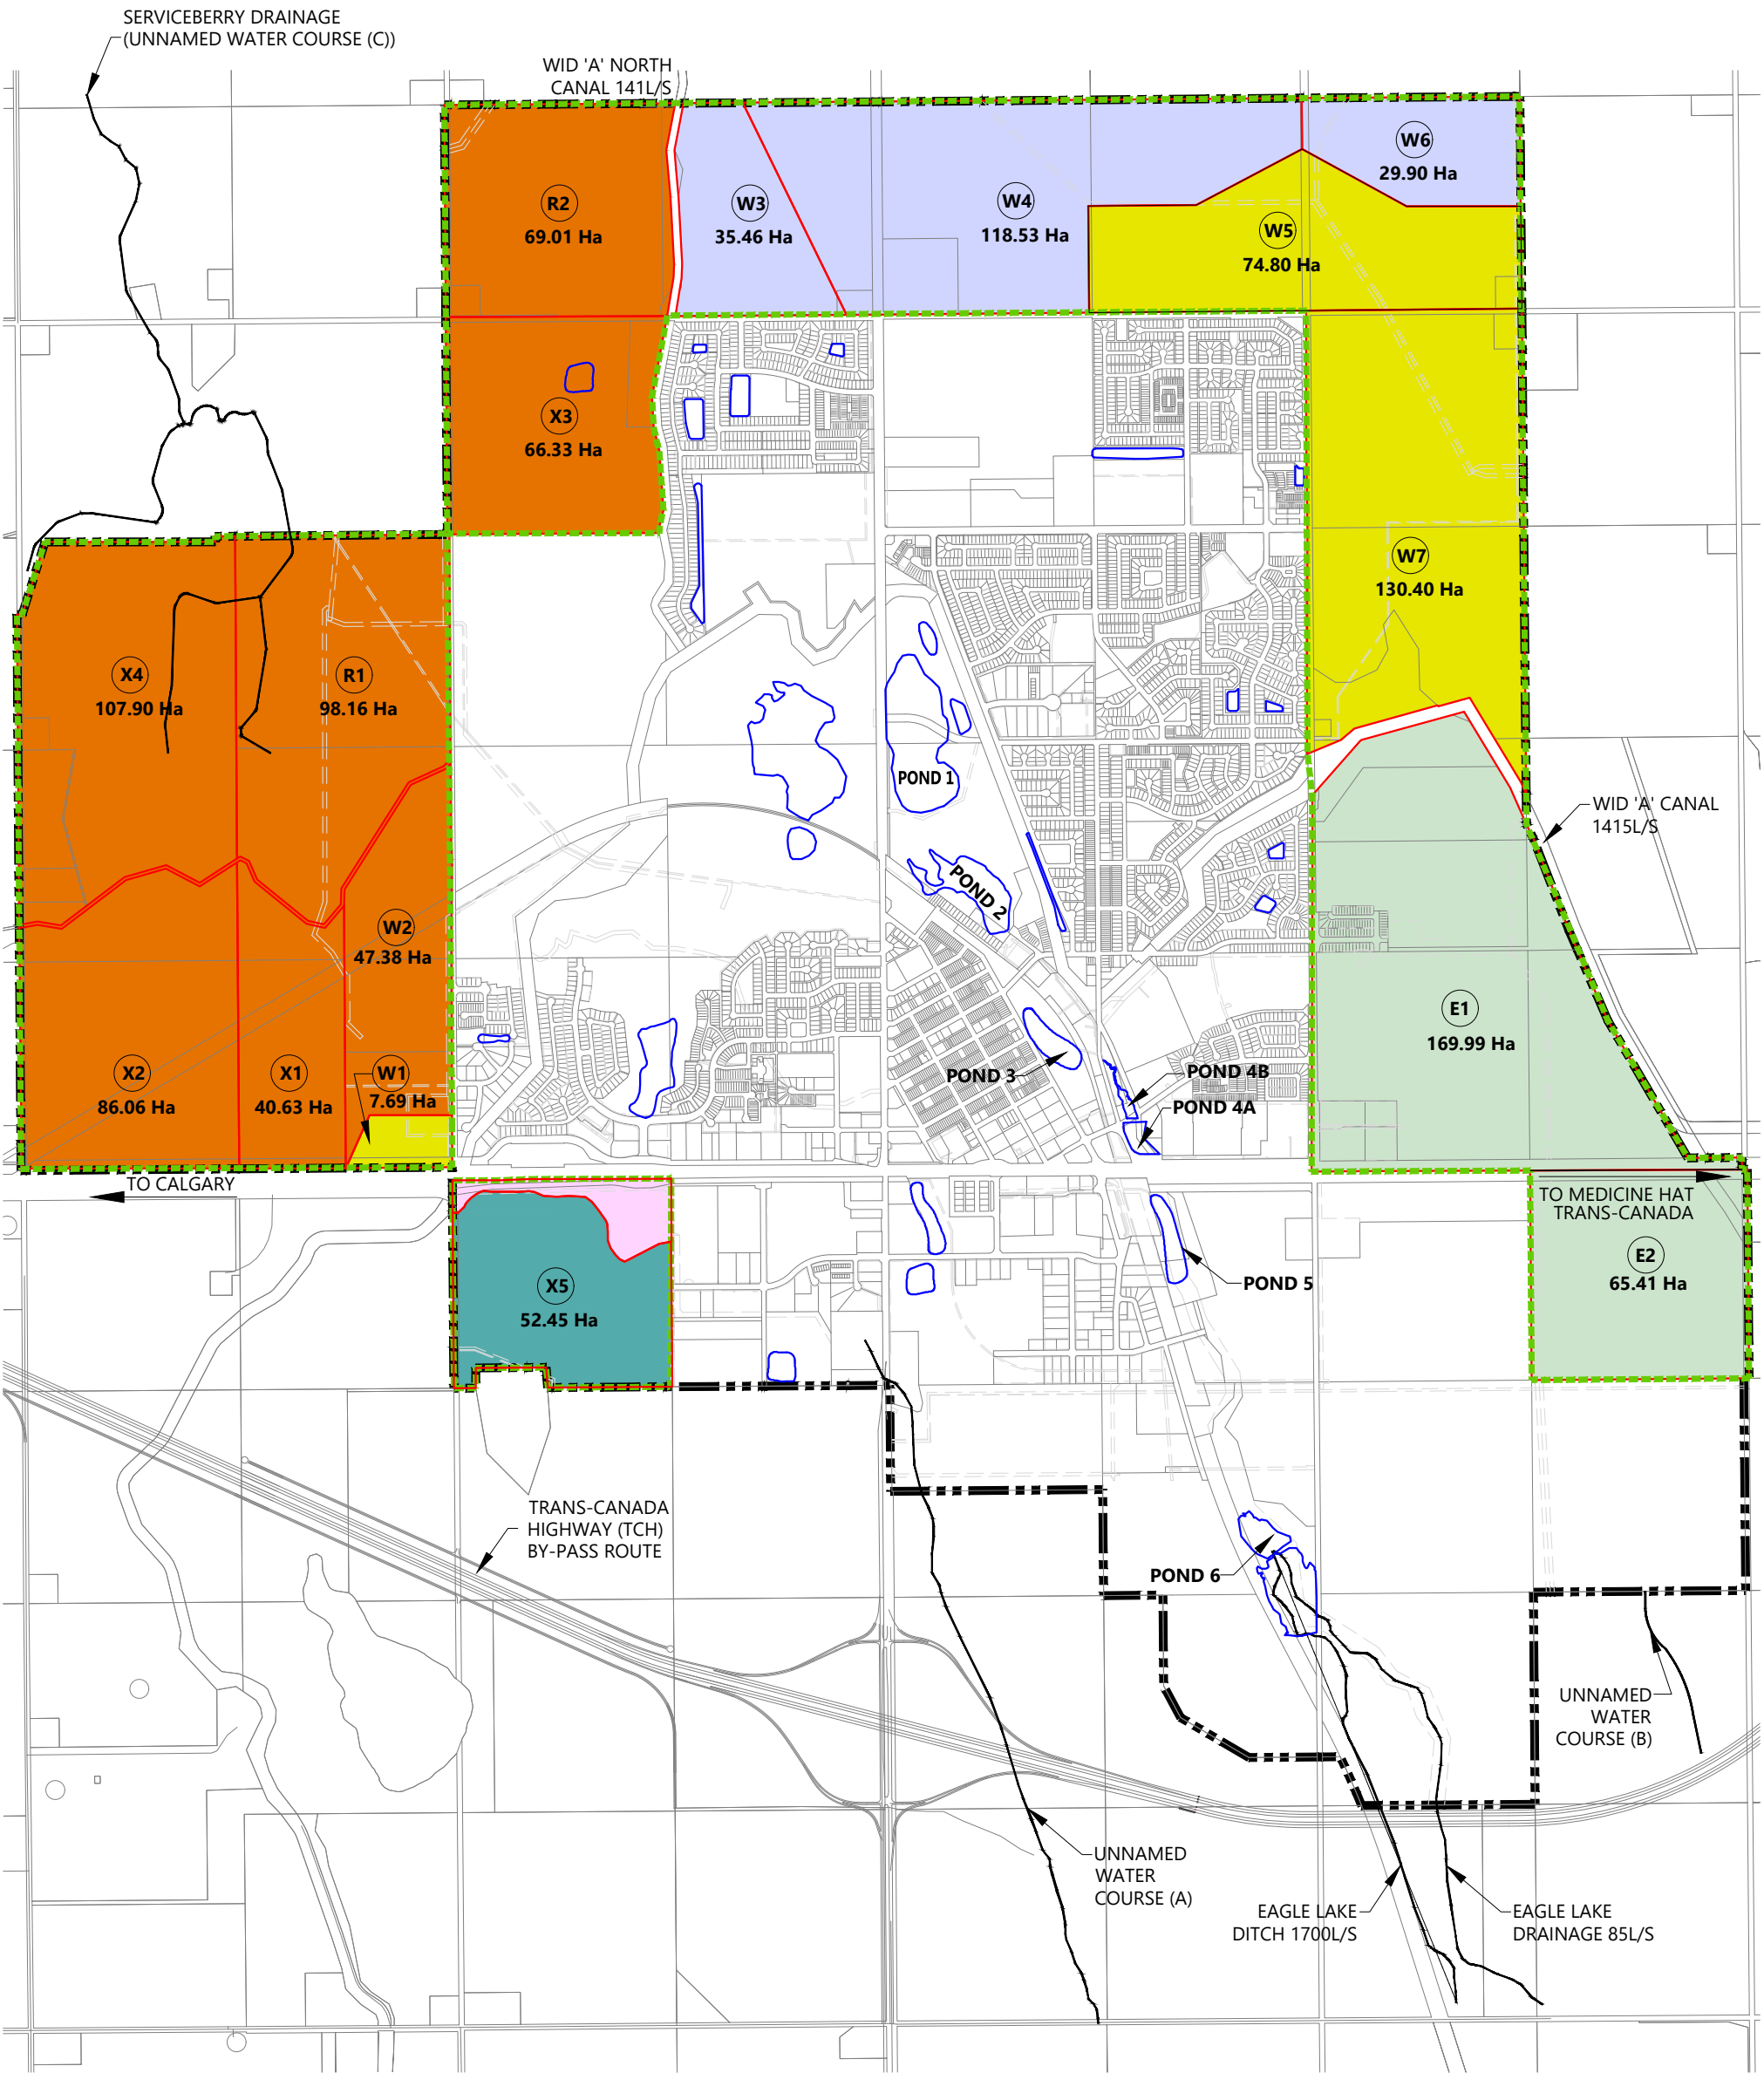 SERVICEBERRY DRAINAGE
(UNNAMED WATER COURSE (C))
WID 'A' NORTH
CANAL 141L/S
W6
29.90 Ha
R2
69.01 Ha
W3
35.46 Ha
W4
118.53 Ha
W5
74.80 Ha
X3
66.33 Ha
W7
130.40 Ha
X4
107.90 Ha
R1
98.16 Ha
POND 1
WID 'A' CANAL
1415L/S
POND 2
W2
47.38 Ha
E1
169.99 Ha
X2
86.06 Ha
X1
40.63 Ha
W1
7.69 Ha
POND 3
POND 4B
POND 4A
TO CALGARY
TO MEDICINE HAT
TRANS-CANADA
E2
65.41 Ha
X5
52.45 Ha
POND 5
TRANS-CANADA
HIGHWAY (TCH)
BY-PASS ROUTE
POND 6
UNNAMED
WATER
COURSE (B)
UNNAMED
WATER
COURSE (A)
EAGLE LAKE
DITCH 1700L/S
EAGLE LAKE
DRAINAGE 85L/S